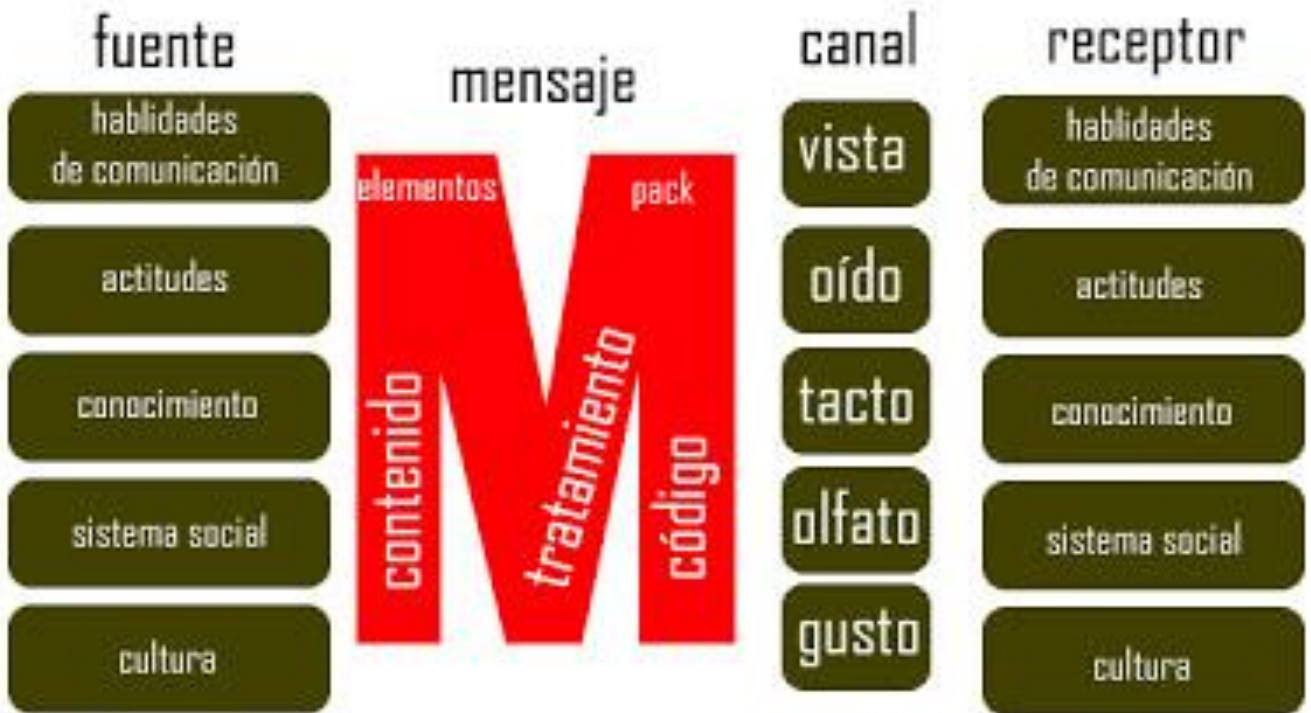 fuente
hablidades
de comunicación
actitudes
conocimiento
sistema social
cultura
mensaje
elementos
pack
contenido
tratamiento
código
canal
vista
oído
tacto
olfato
gusto
receptor
hablidades
de comunicación
actitudes
conocimiento
sistema social
cultura